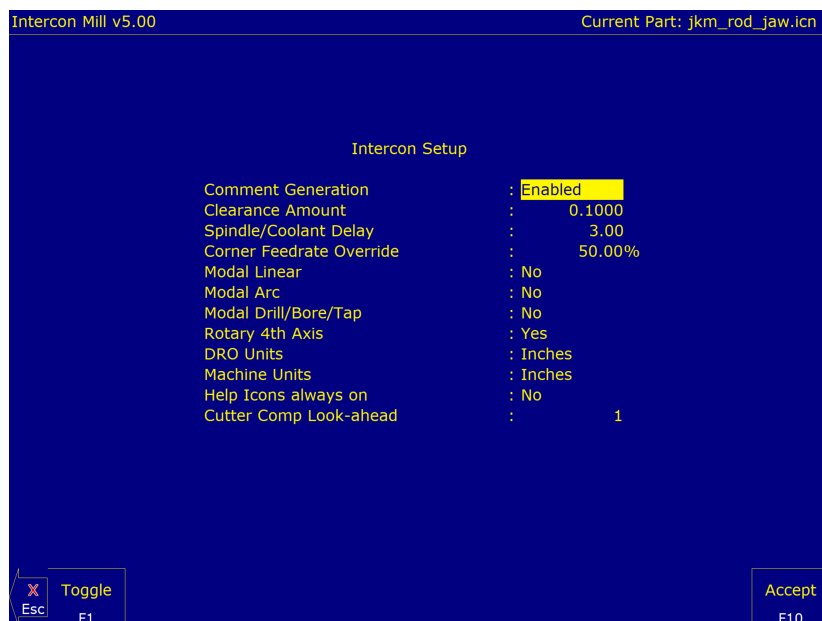 Intercon Mill v5.00 Current Part: jkm_rod_jaw.icn
Intercon Setup
Comment Generation : Enabled
Clearance Amount : 0.1000
Spindle/Coolant Delay : 3.00
Corner Feedrate Override : 50.00%
Modal Linear : No
Modal Arc : No
Modal Drill/Bore/Tap : No
Rotary 4th Axis : Yes
DRO Units : Inches
Machine Units : Inches
Help Icons always on : No
Cutter Comp Look-ahead : 1
X Toggle Accept
Esc F1 F10